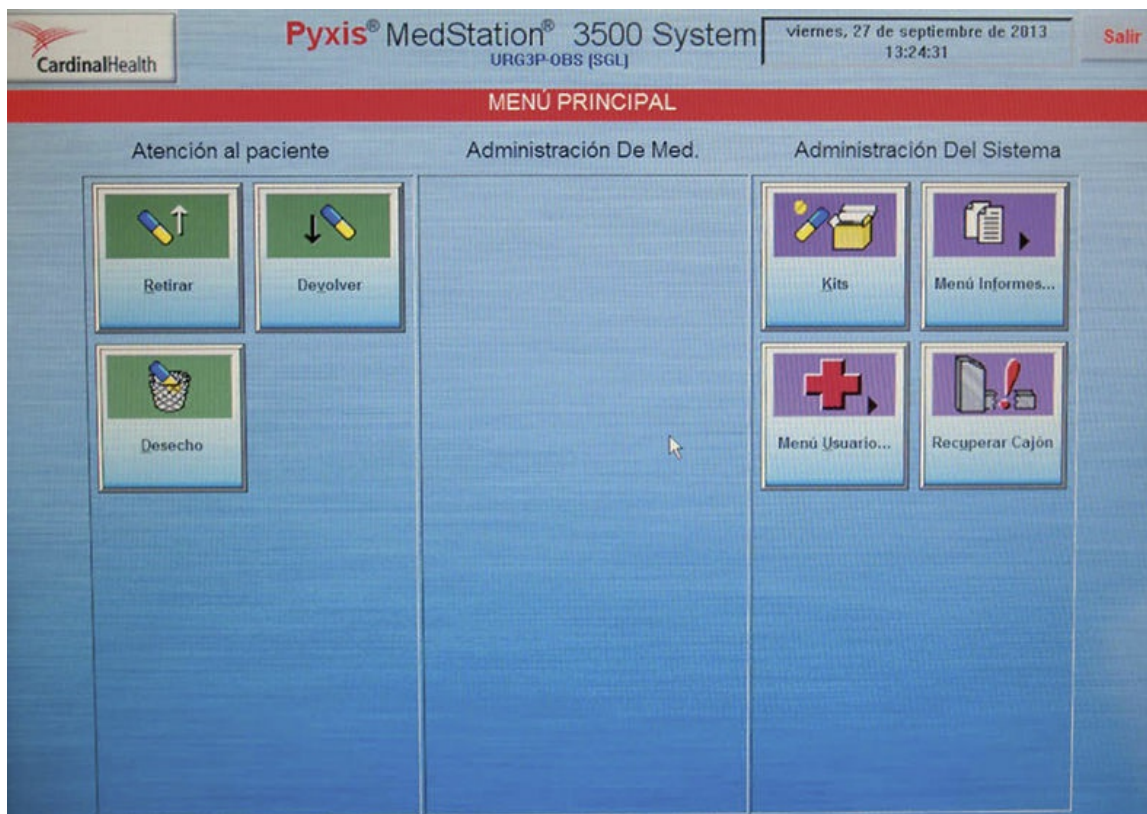 CardinalHealth
Pyxis® MedStation® 3500 System
URG3P-OBS [SGL]
viernes, 27 de septiembre de 2013
13:24:31
Salir
MENÚ PRINCIPAL
Atención al paciente
Administración De Med.
Administración Del Sistema
Retirar
Devolver
Kits
Menú Informes...
Desecho
Menú Usuario...
Recuperar Cajón